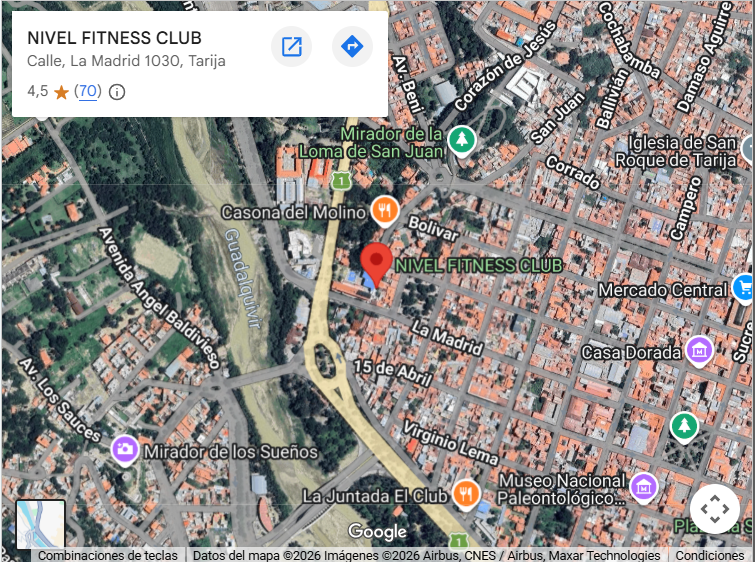 NIVEL FITNESS CLUB
Calle, La Madrid 1030, Tarija
4,5 ★ (70)
Cochabamba
Damaso Aguirre
Corazón de Jesús
Av. Beni
Ballivián
San Juan
Mirador de la
Loma de San Juan
Iglesia de San
Roque de Tarija
1
Corrado
Campero
Casona del Molino
Bolívar
Guadalquivir
Avenida Angel Baldivieso
NIVEL FITNESS CLUB
Mercado Central
Sucre
La Madrid
Casa Dorada
15 de Abril
Av. Los Sauces
Mirador de los Sueños
Virginio Lema
La Juntada El Club
Museo Nacional
Paleontológico...
Google
1
Combinaciones de teclas
Datos del mapa ©2026 Imágenes ©2026 Airbus, CNES / Airbus, Maxar Technologies
Condiciones